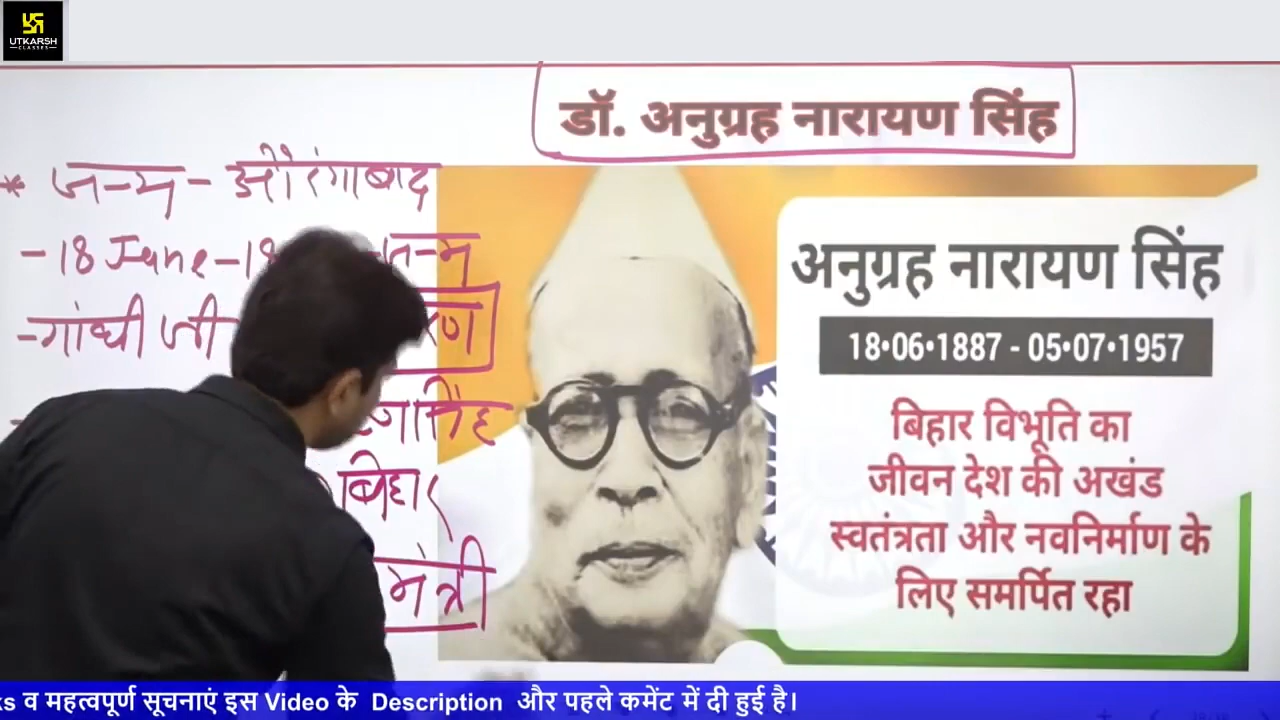 UTKARSH
CLASSES
डॉ. अनुग्रह नारायण सिंह
* जन्म - औरंगाबाद
- 18 June - 18
- गांधी जी
बिहार
मंत्री
अनुग्रह नारायण सिंह
18•06•1887 - 05•07•1957
बिहार विभूति का
जीवन देश की अखंड
स्वतंत्रता और नवनिर्माण के
लिए समर्पित रहा
व महत्वपूर्ण सूचनाएं इस Video के Description और पहले कमेंट में दी हुई है।